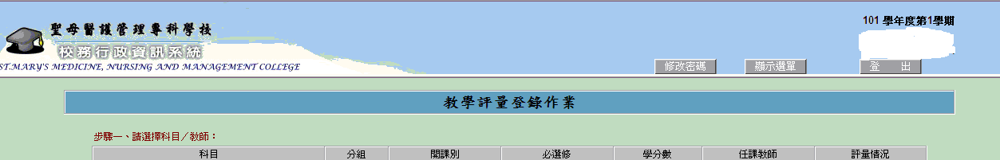 101 學年度第1學期
聖母醫護管理專科學校
校務行政資訊系統
ST.MARY'S MEDICINE, NURSING AND MANAGEMENT COLLEGE
修改密碼 顯示選單 登 出
教學評量登錄作業
步驟一、請選擇科目／教師：
科目 分組 開課別 必選修 學分數 任課教師 評量情況